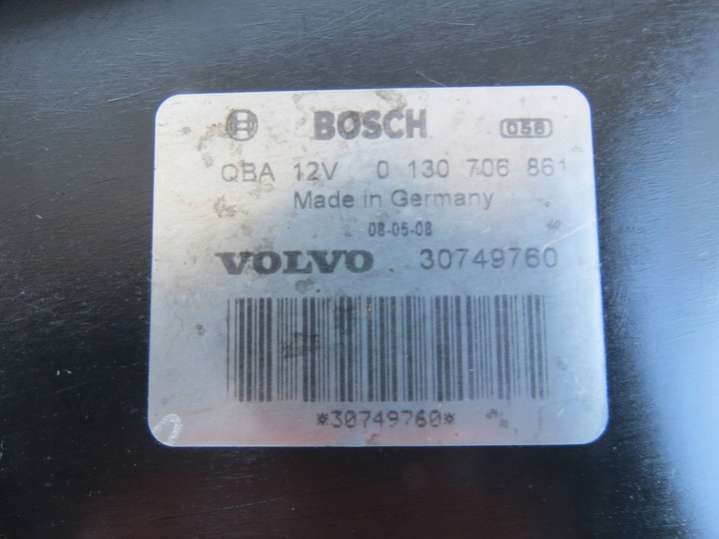 BOSCH 058
QBA 12V 0 130 706 861
Made in Germany
08-05-08
VOLVO 30749760
*30749760*